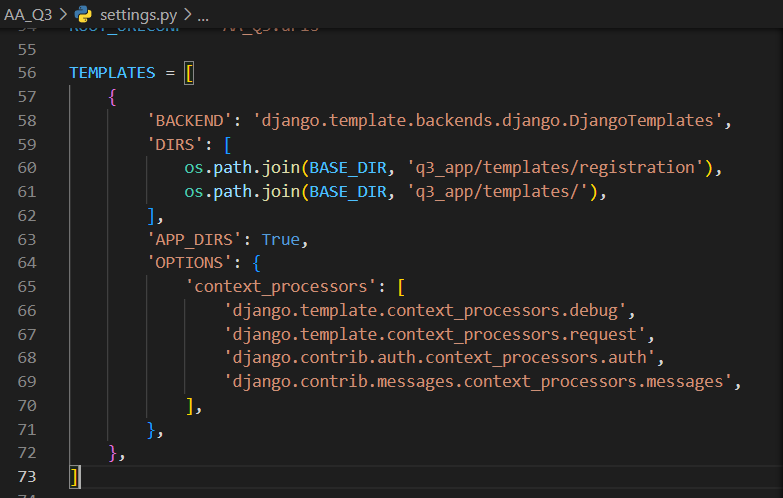 AA_Q3 > settings.py > ...
55
56 TEMPLATES = [
57     {
58         'BACKEND': 'django.template.backends.django.DjangoTemplates',
59         'DIRS': [
60             os.path.join(BASE_DIR, 'q3_app/templates/registration'),
61             os.path.join(BASE_DIR, 'q3_app/templates/'),
62         ],
63         'APP_DIRS': True,
64         'OPTIONS': {
65             'context_processors': [
66                 'django.template.context_processors.debug',
67                 'django.template.context_processors.request',
68                 'django.contrib.auth.context_processors.auth',
69                 'django.contrib.messages.context_processors.messages',
70             ],
71         },
72     },
73 ]